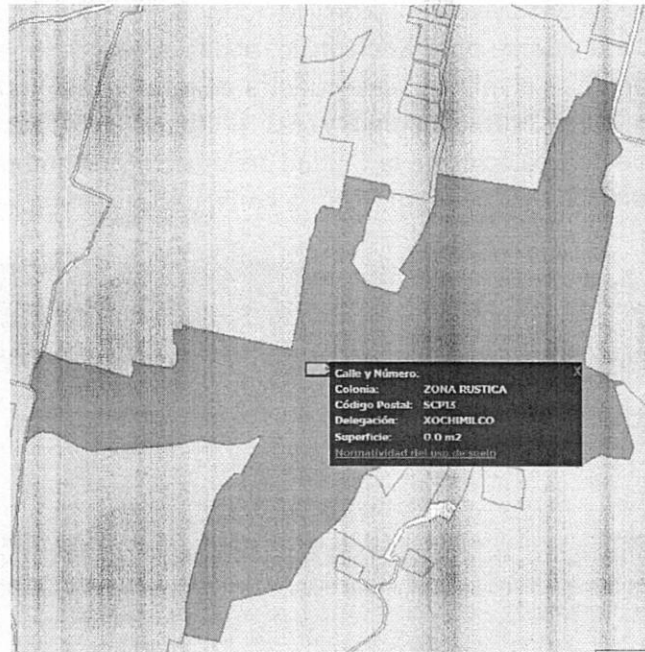 Calle y Número:
Colonia: ZONA RUSTICA X
Código Postal: SCP13
Delegación: XOCHIMILCO
Superficie: 0.0 m2
Normatividad del uso de suelo